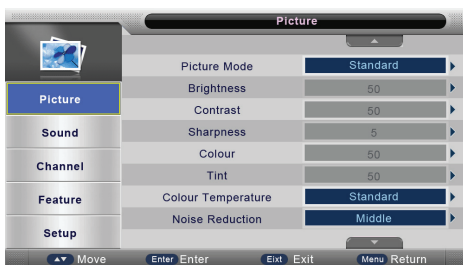 Picture
Picture Mode Standard
Brightness 50
Contrast 50
Sharpness 5
Colour 50
Tint 50
Colour Temperature Standard
Noise Reduction Middle
Picture
Sound
Channel
Feature
Setup
Move Enter Enter Eixt Exit Menu Return